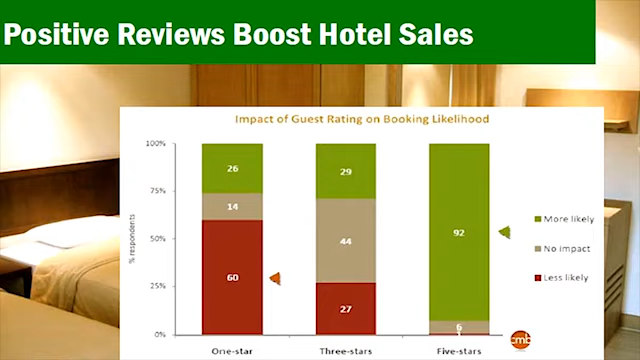 Positive Reviews Boost Hotel Sales
Impact of Guest Rating on Booking Likelihood
100%
75%
50%
25%
0%
% respondents
26
14
60
29
44
27
92
6
1
More likely
No impact
Less likely
One-star
Three-stars
Five-stars
cmb